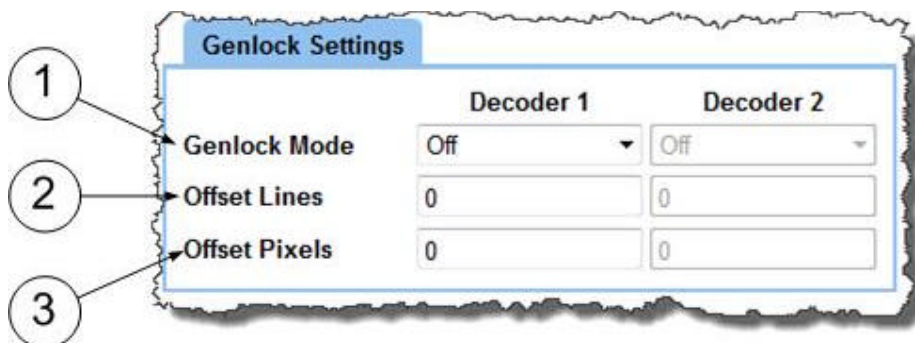 Genlock Settings
Decoder 1 Decoder 2
1 Genlock Mode Off Off
2 Offset Lines 0 0
3 Offset Pixels 0 0